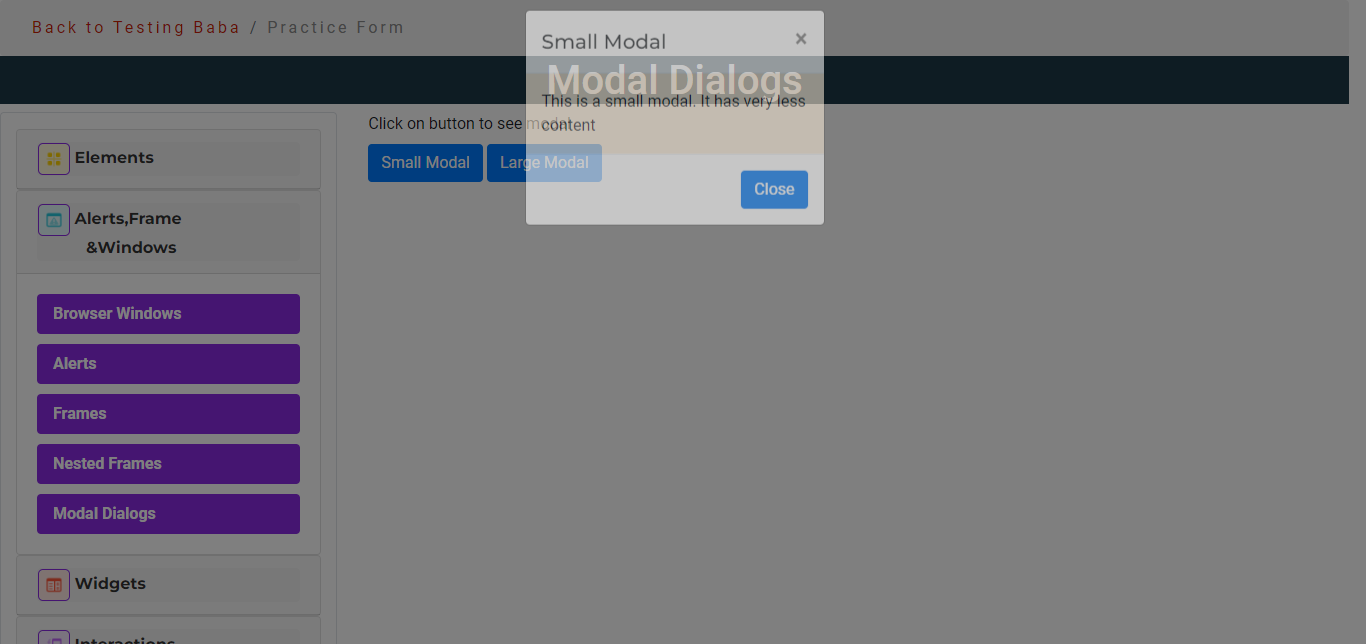 Back to Testing Baba / Practice Form
Small Modal ×
Modal Dialogs
This is a small modal. It has very less
content
Close
Click on button to see modal
Small Modal Large Modal
Elements
Alerts,Frame
&Windows
Browser Windows
Alerts
Frames
Nested Frames
Modal Dialogs
Widgets
Interactions